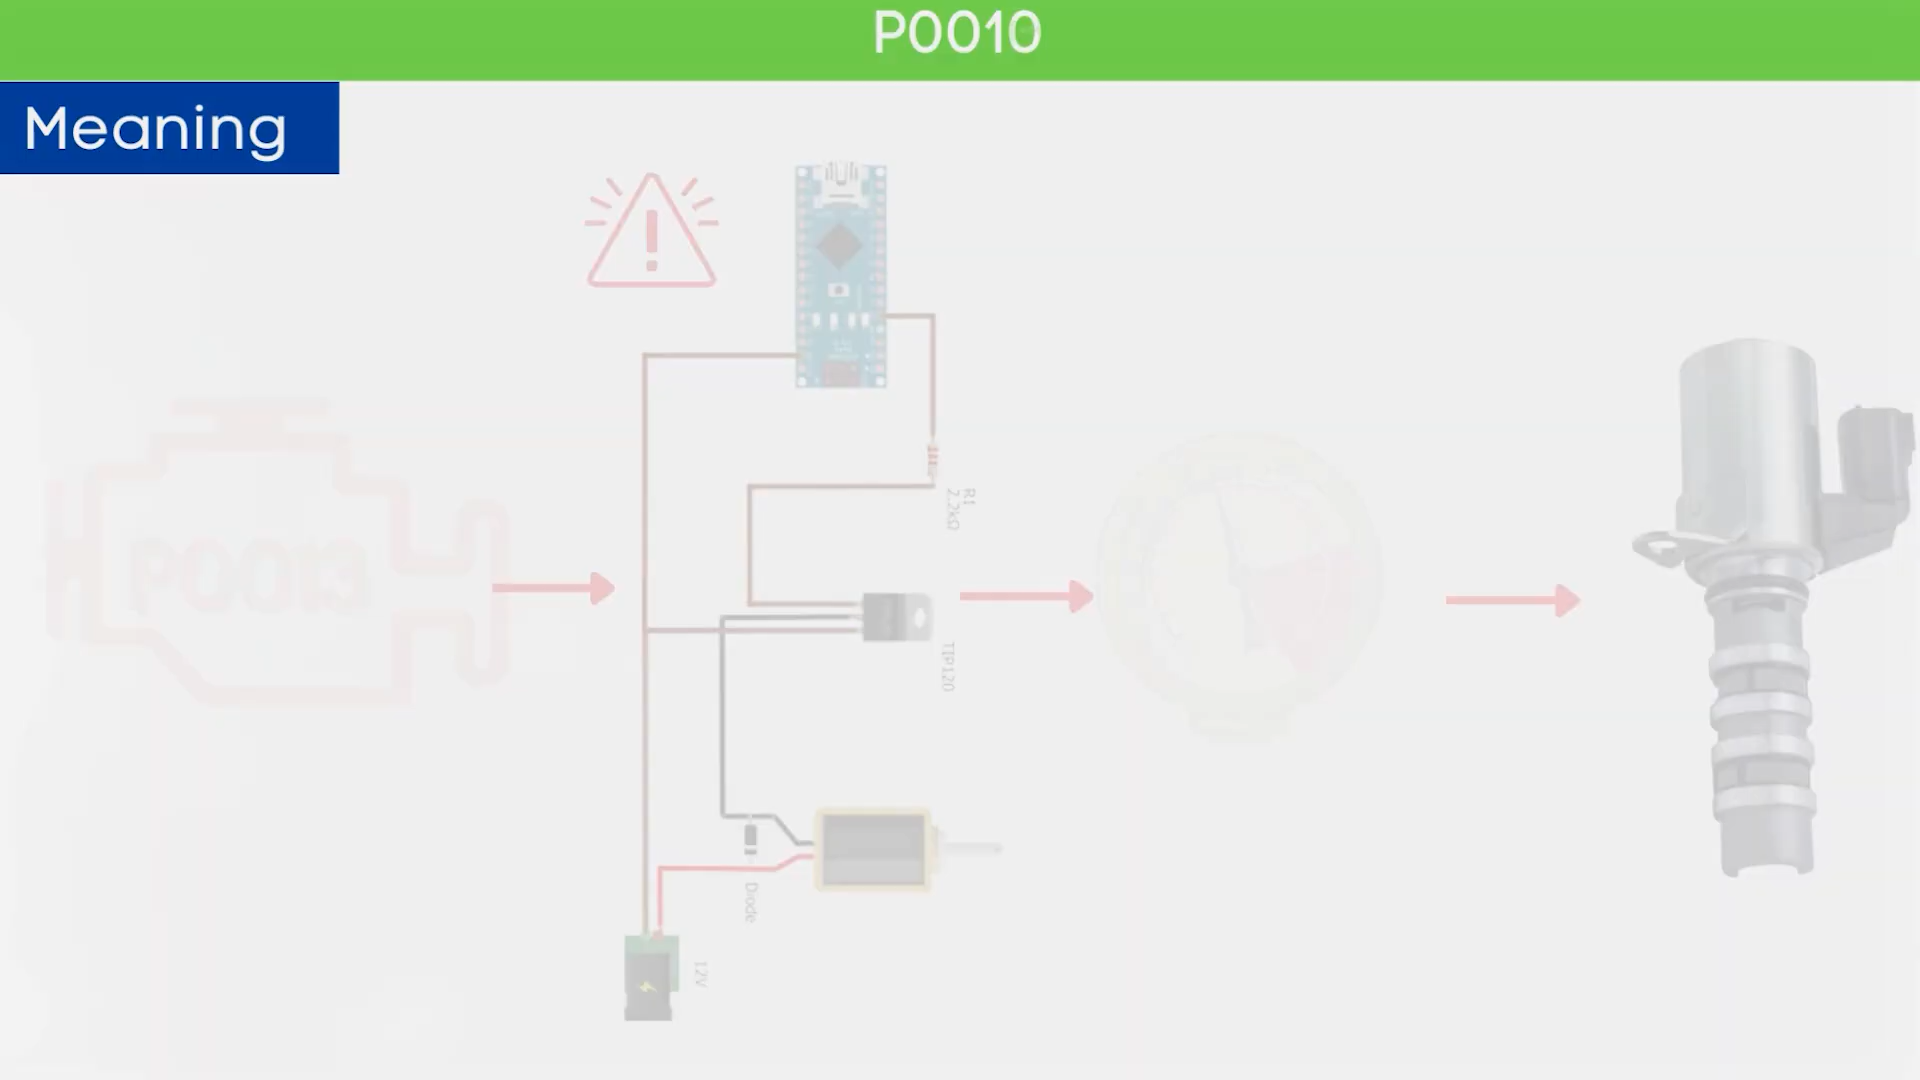 P0010
Meaning
P0013
R1
2.2kΩ
TIP120
Diode
12V